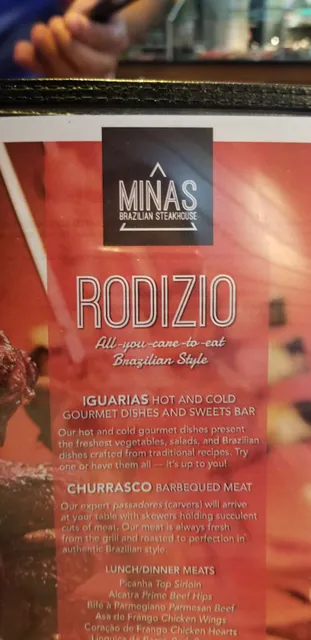 MINAS
BRAZILIAN STEAKHOUSE
RODIZIO
All-you-care-to-eat
Brazilian Style
IGUARIAS HOT AND COLD
GOURMET DISHES AND SWEETS BAR
Our hot and cold gourmet dishes present
the freshest vegetables, salads, and Brazilian
dishes crafted from traditional recipes. Try
one or have them all — it's up to you!
CHURRASCO BARBEQUED MEAT
Our expert passadores (carvers) will arrive
at your table with skewers holding succulent
cuts of meat. Our meat is always fresh
from the grill and roasted to perfection in
authentic Brazilian style.
LUNCH/DINNER MEATS
Picanha Top Sirloin
Alcatra Prime Beef Hips
Bife à Parmegiano Parmesan Beef
Asa de Frango Chicken Wings
Coração de Frango Chicken Hearts